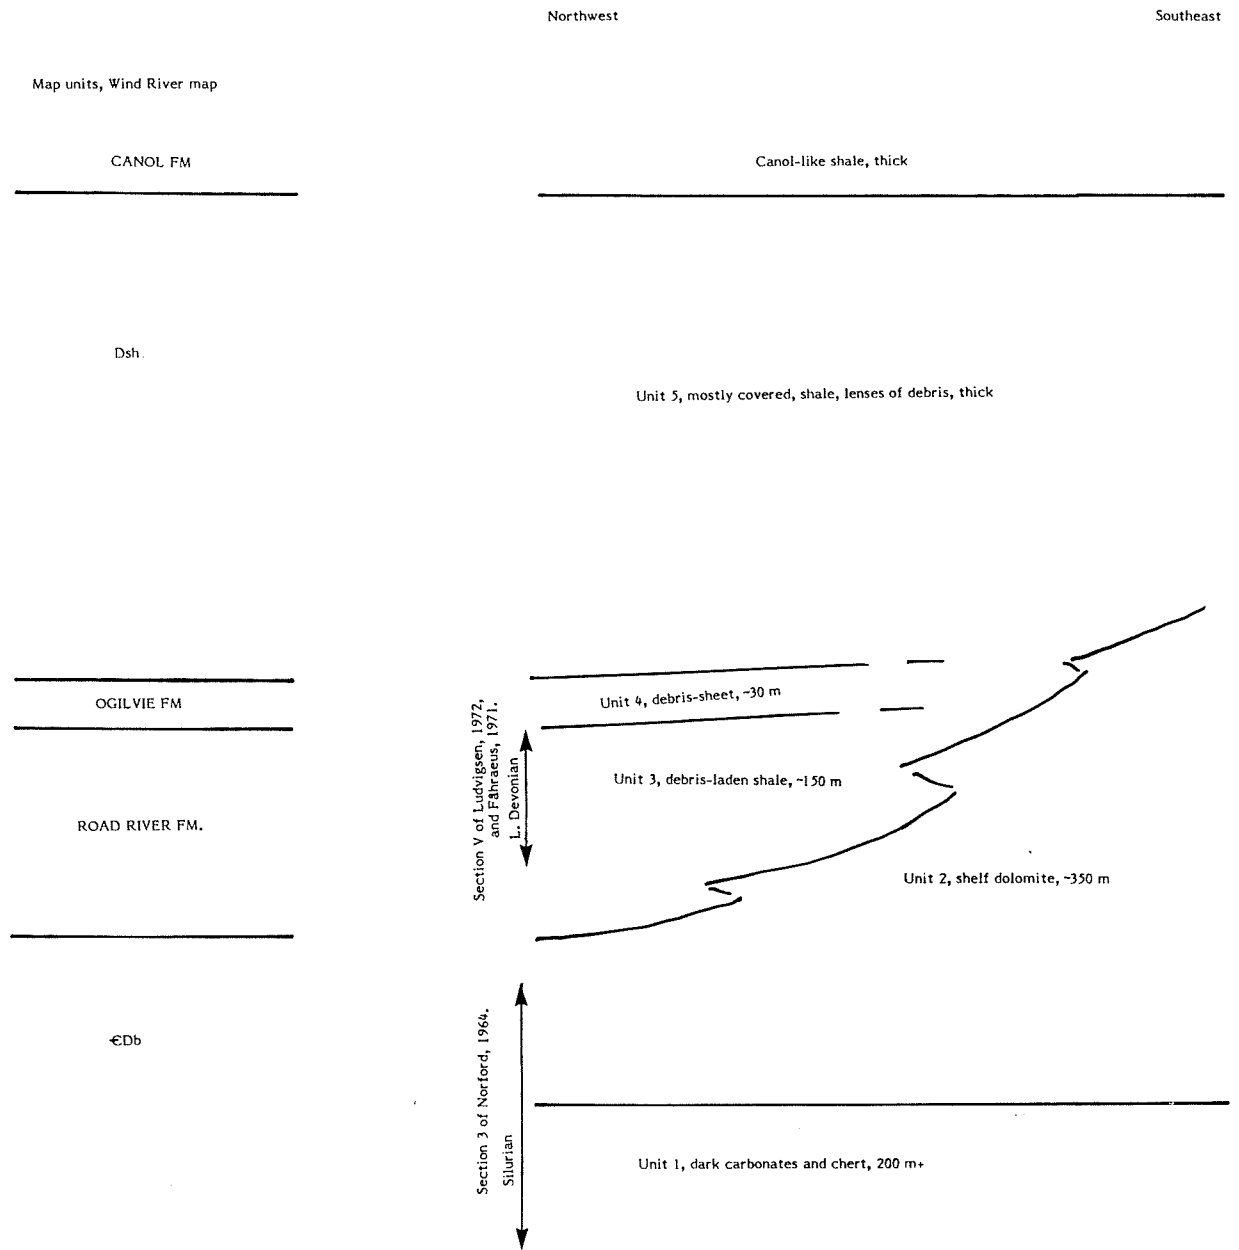 Northwest
Southeast
Map units, Wind River map
CANOL FM
Canol-like shale, thick
Dsh
Unit 5, mostly covered, shale, lenses of debris, thick
OGILVIE FM
Unit 4, debris-sheet, ~30 m
Section V of Ludvigsen, 1972,
and Fåhraeus, 1971.
L. Devonian
Unit 3, debris-laden shale, ~150 m
ROAD RIVER FM.
Unit 2, shelf dolomite, ~350 m
ЄDb
Section 3 of Norford, 1964.
Silurian
Unit 1, dark carbonates and chert, 200 m+